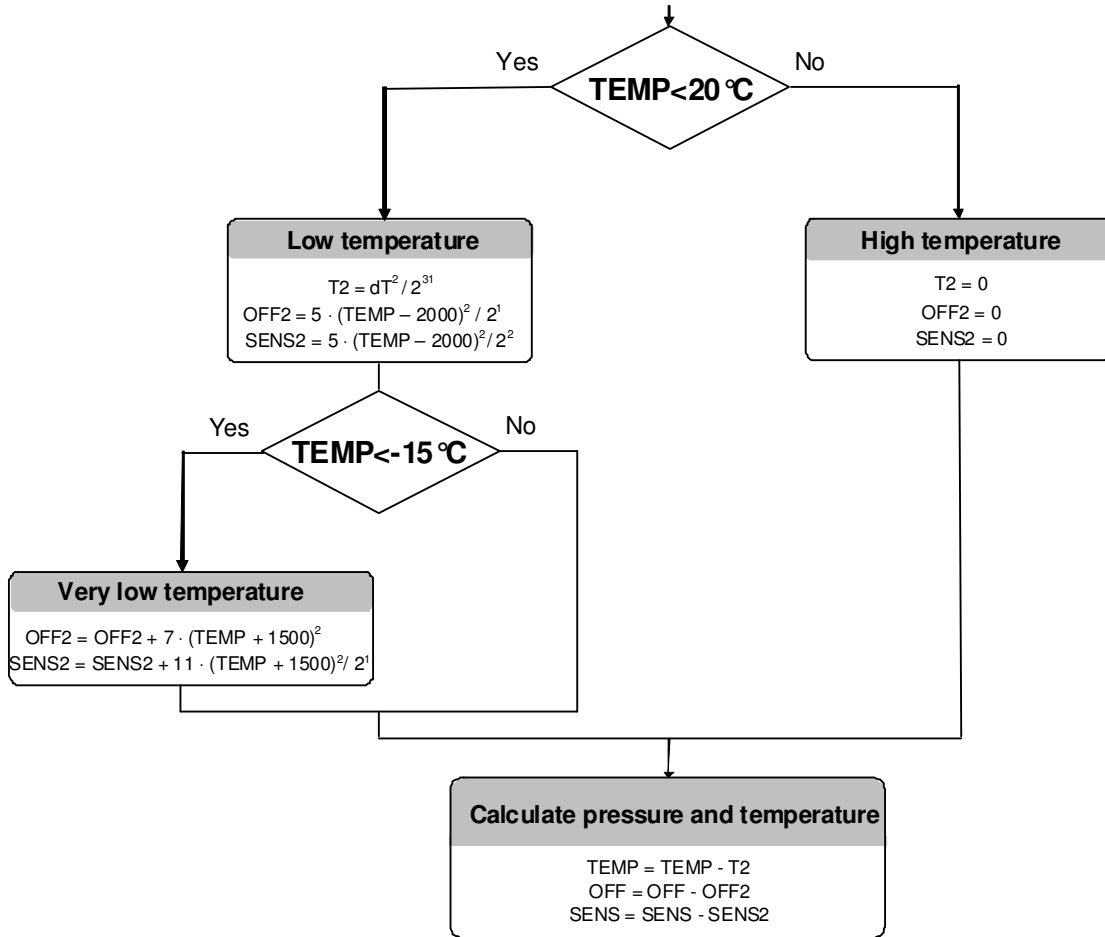 Yes
No
TEMP<20°C
Low temperature
T2 = dT² / 2³¹
OFF2 = 5 · (TEMP – 2000)² / 2¹
SENS2 = 5 · (TEMP – 2000)² / 2²
High temperature
T2 = 0
OFF2 = 0
SENS2 = 0
Yes
No
TEMP<-15°C
Very low temperature
OFF2 = OFF2 + 7 · (TEMP + 1500)²
SENS2 = SENS2 + 11 · (TEMP + 1500)² / 2¹
Calculate pressure and temperature
TEMP = TEMP - T2
OFF = OFF - OFF2
SENS = SENS - SENS2